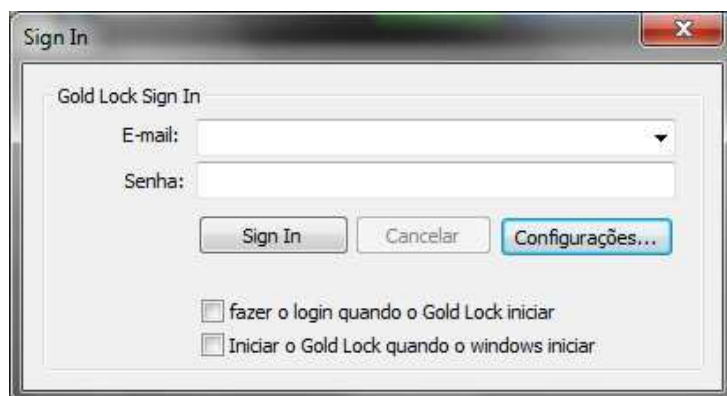 Sign In
Gold Lock Sign In
E-mail:
Senha:
Sign In Cancelar Configurações...
fazer o login quando o Gold Lock iniciar
Iniciar o Gold Lock quando o windows iniciar